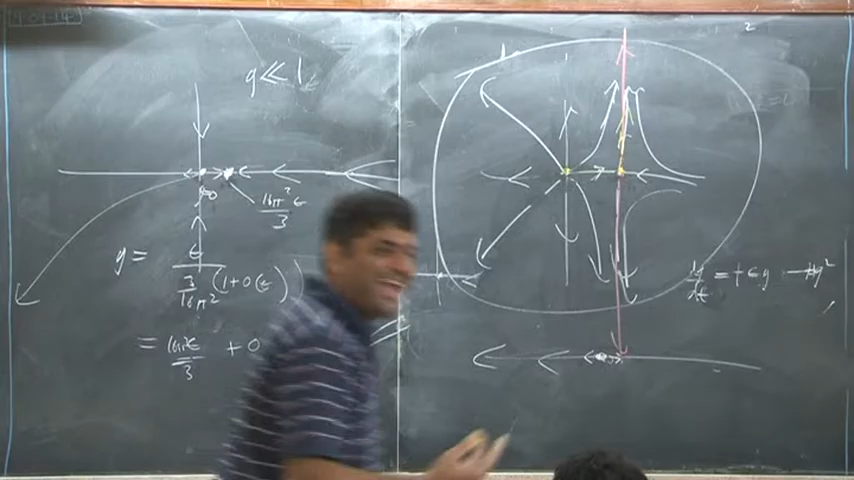 g ≪ 1
g=0
16π²ε/3
g = ε / (3/16π²) (1+O(ε))
= 16π²ε/3 + O
dg/dt = +εg − #g²